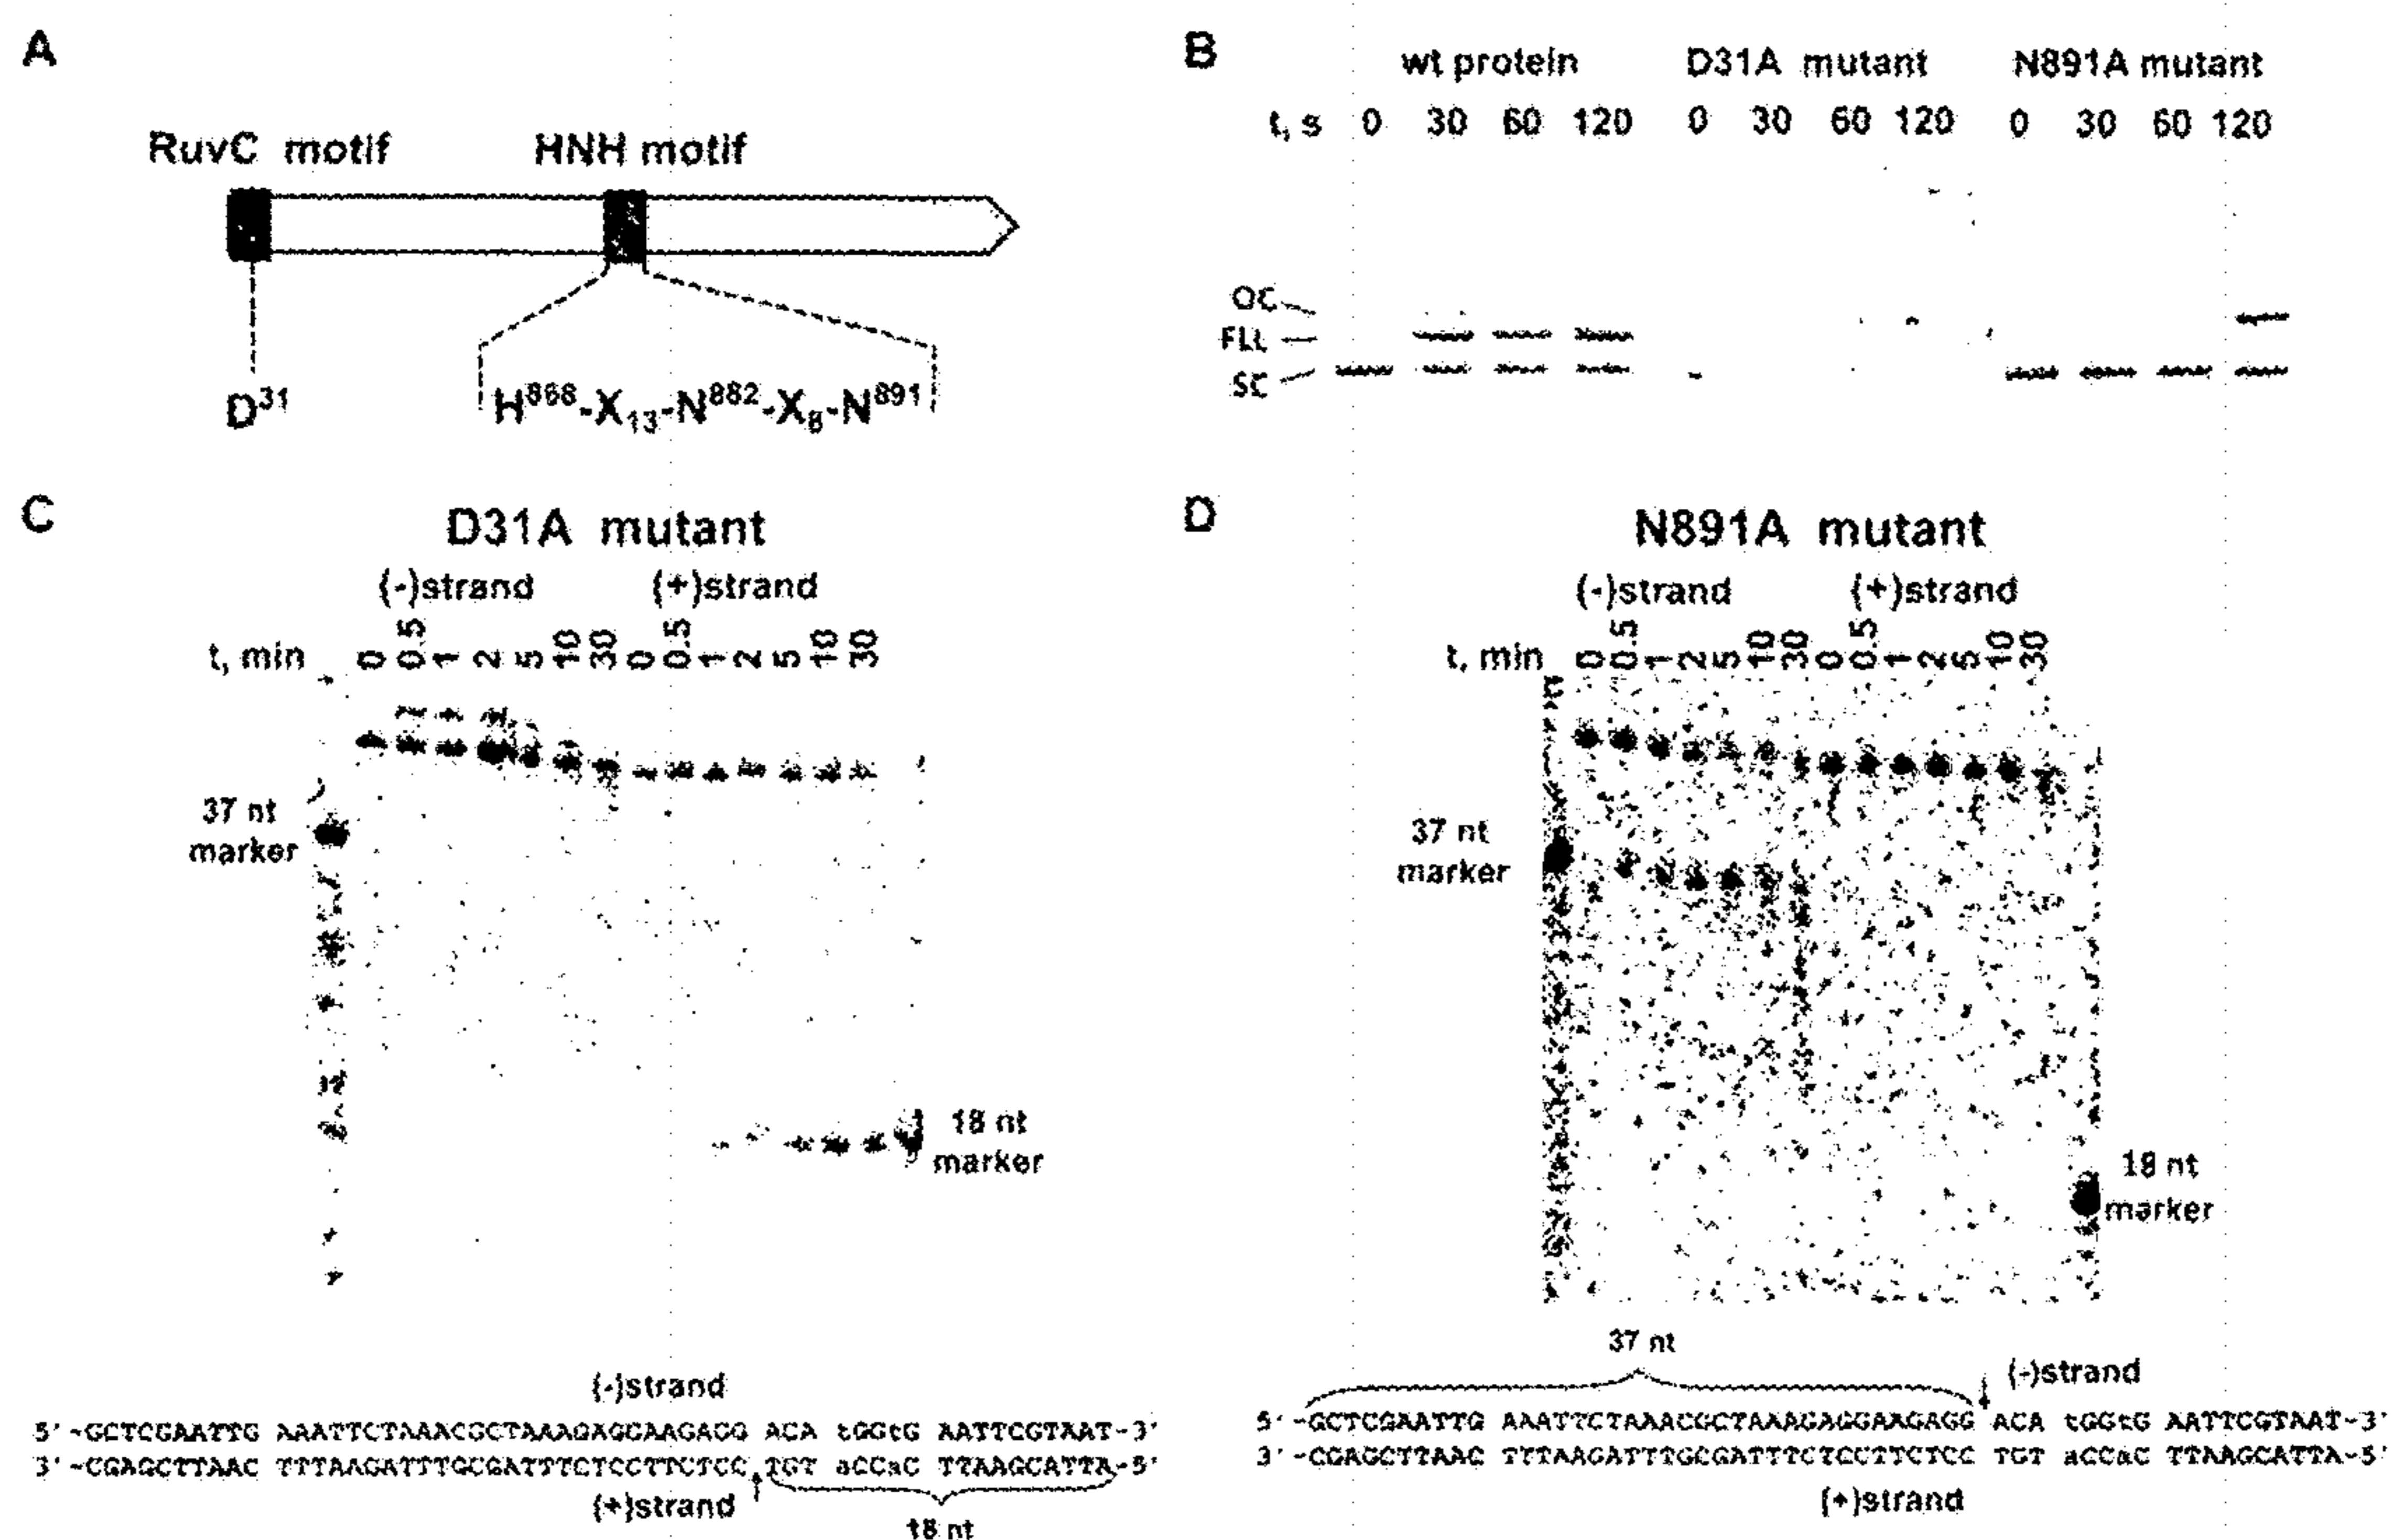 A
RuvC motif
HNH motif
D31
H868-X13-N882-X8-N891
B
wt protein D31A mutant N891A mutant
t, s 0 30 60 120 0 30 60 120 0 30 60 120
OC
FLL
SC
C
D31A mutant
(-)strand (+)strand
t, min 0 0.5 1 2 5 10 30 0 0.5 1 2 5 10 30
37 nt
marker
18 nt
marker
(-)strand
5'-GCTCGAATTG AAATTCTAAACGCTAAAGAGGAAGAGG ACA tGGtG AATTCGTAAT-3'
3'-CGAGCTTAAC TTTAAGATTTGCGATTTCTCCTTCTCC TGT aCCaC TTAAGCATTA-5'
(+)strand
18 nt
D
N891A mutant
(-)strand (+)strand
t, min 0 0.5 1 2 5 10 30 0 0.5 1 2 5 10 30
37 nt
marker
18 nt
marker
37 nt
(-)strand
5'-GCTCGAATTG AAATTCTAAACGCTAAAGAGGAAGAGG ACA tGGtG AATTCGTAAT-3'
3'-CGAGCTTAAC TTTAAGATTTGCGATTTCTCCTTCTCC TGT aCCaC TTAAGCATTA-5'
(+)strand